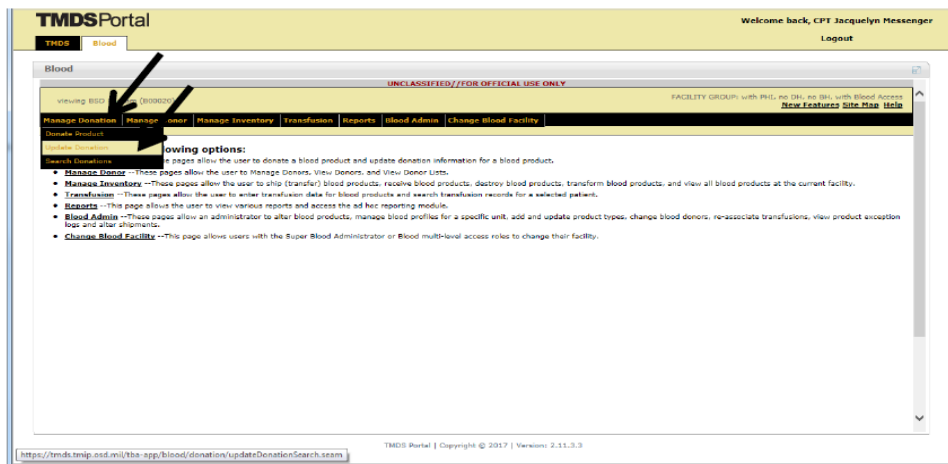 TMDSPortal
Welcome back, CPT Jacquelyn Messenger
Logout
TMDS Blood
Blood
UNCLASSIFIED//FOR OFFICIAL USE ONLY
viewing BSD (B00020)
FACILITY GROUP: with PHI, no DH, no BH, with Blood Access
New Features Site Map Help
Manage Donation Manage Donor Manage Inventory Transfusion Reports Blood Admin Change Blood Facility
Donate Product
Update Donation owing options:
Search Donations se pages allow the user to donate a blood product and update donation information for a blood product.
• Manage Donor --These pages allow the user to Manage Donors, View Donors, and View Donor Lists.
• Manage Inventory --These pages allow the user to ship (transfer) blood products, receive blood products, destroy blood products, transform blood products, and view all blood products at the current facility.
• Transfusion --These pages allow the user to enter transfusion data for blood products and search transfusion records for a selected patient.
• Reports --This page allows the user to view various reports and access the ad hoc reporting module.
• Blood Admin --These pages allow an administrator to alter blood products, manage blood profiles for a specific unit, add and update product types, change blood donors, re-associate transfusions, view product exception
logs and alter shipments.
• Change Blood Facility --This page allows users with the Super Blood Administrator or Blood multi-level access roles to change their facility.
TMDS Portal | Copyright © 2017 | Version: 2.11.3.3
https://tmds.tmip.osd.mil/tba-app/blood/donation/updateDonationSearch.seam